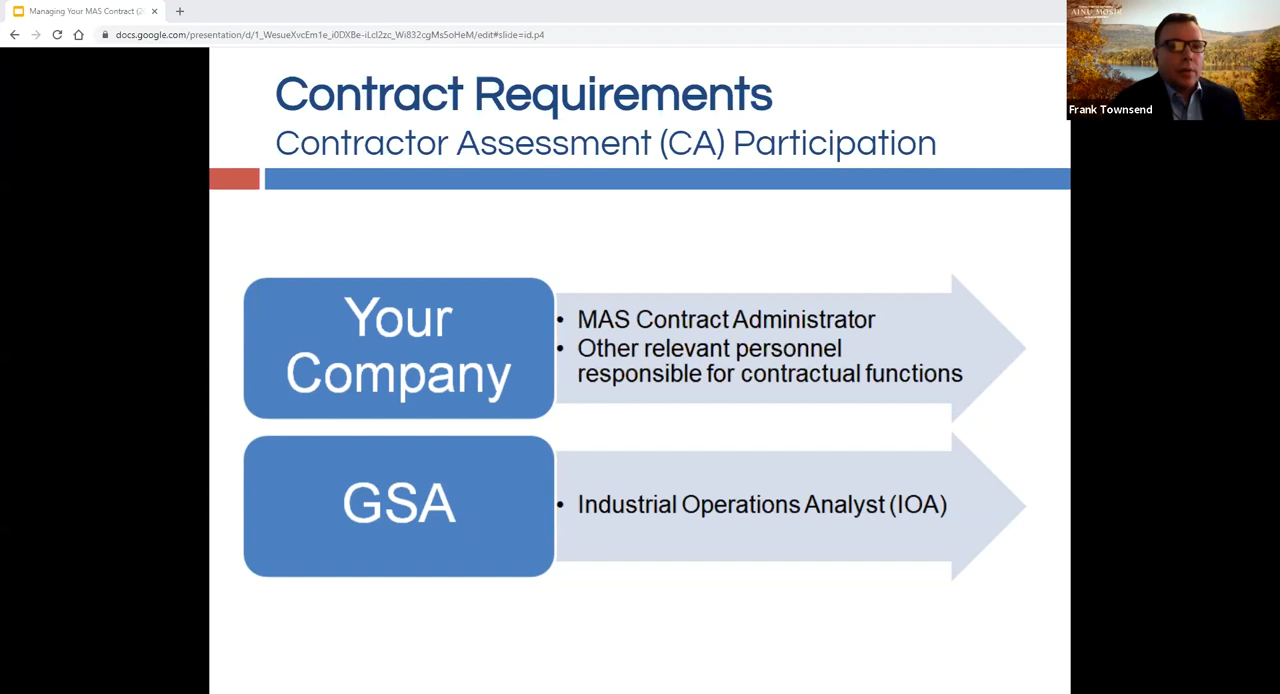 Managing Your MAS Contract (2
docs.google.com/presentation/d/1_WesueXvcEm1e_i0DXBe-iLcl2zc_Wi832cgMs5oHeM/edit#slide=id.p4
Frank Townsend
Contract Requirements
Contractor Assessment (CA) Participation
Your
Company
• MAS Contract Administrator
• Other relevant personnel
responsible for contractual functions
GSA
• Industrial Operations Analyst (IOA)